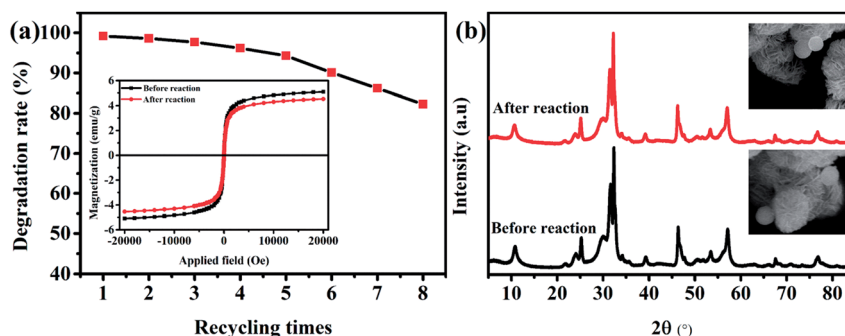 (a)
Degradation rate (%)
100
90
80
70
60
50
40
1 2 3 4 5 6 7 8
Recycling times
Before reaction
After reaction
Magnetization (emu/g)
6
4
2
0
-2
-4
-6
-20000 -10000 0 10000 20000
Applied field (Oe)
(b)
Intensity (a.u)
After reaction
Before reaction
10 20 30 40 50 60 70 80
2θ (°)